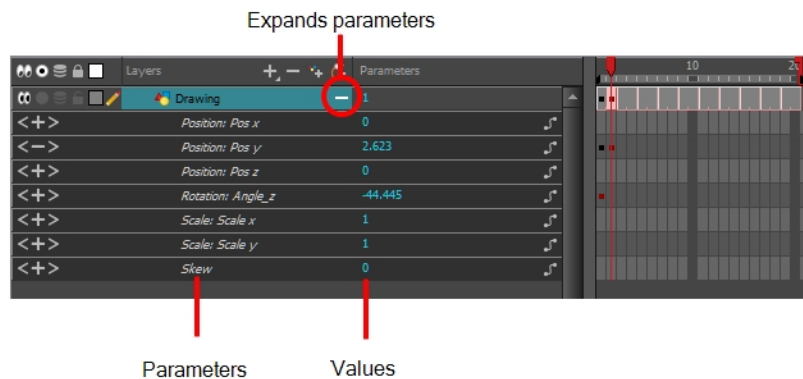 Expands parameters
Layers Parameters 10 20
Drawing 1
Position: Pos x 0
Position: Pos y 2.623
Position: Pos z 0
Rotation: Angle_z -44.445
Scale: Scale x 1
Scale: Scale y 1
Skew 0
Parameters Values